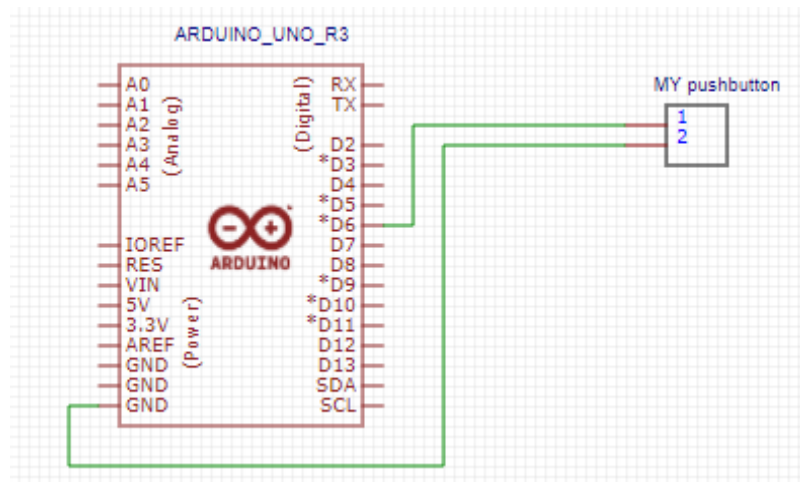 ARDUINO_UNO_R3
A0
A1
A2
A3
A4
A5
(Analog)
IOREF
RES
VIN
5V
3.3V
AREF
GND
GND
GND
(Power)
ARDUINO
(Digital)
RX
TX
D2
*D3
D4
*D5
*D6
D7
D8
*D9
*D10
*D11
D12
D13
SDA
SCL
MY pushbutton
1
2